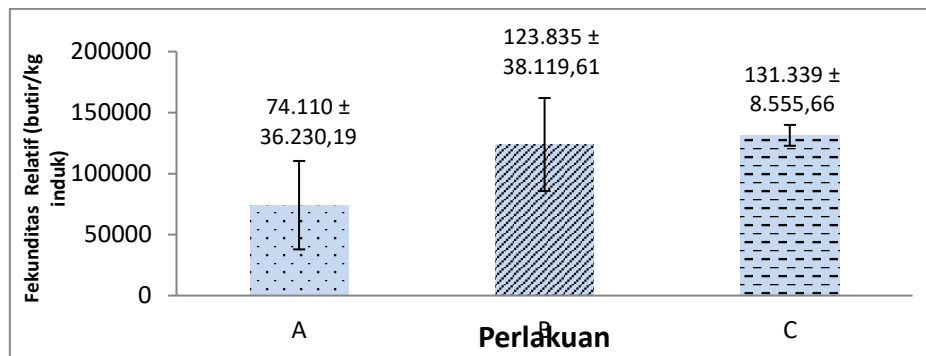 Fekunditas Relatif (butir/kg
induk)
200000
150000
100000
50000
0
74.110 ±
36.230,19
123.835 ±
38.119,61
131.339 ±
8.555,66
A
B
C
Perlakuan